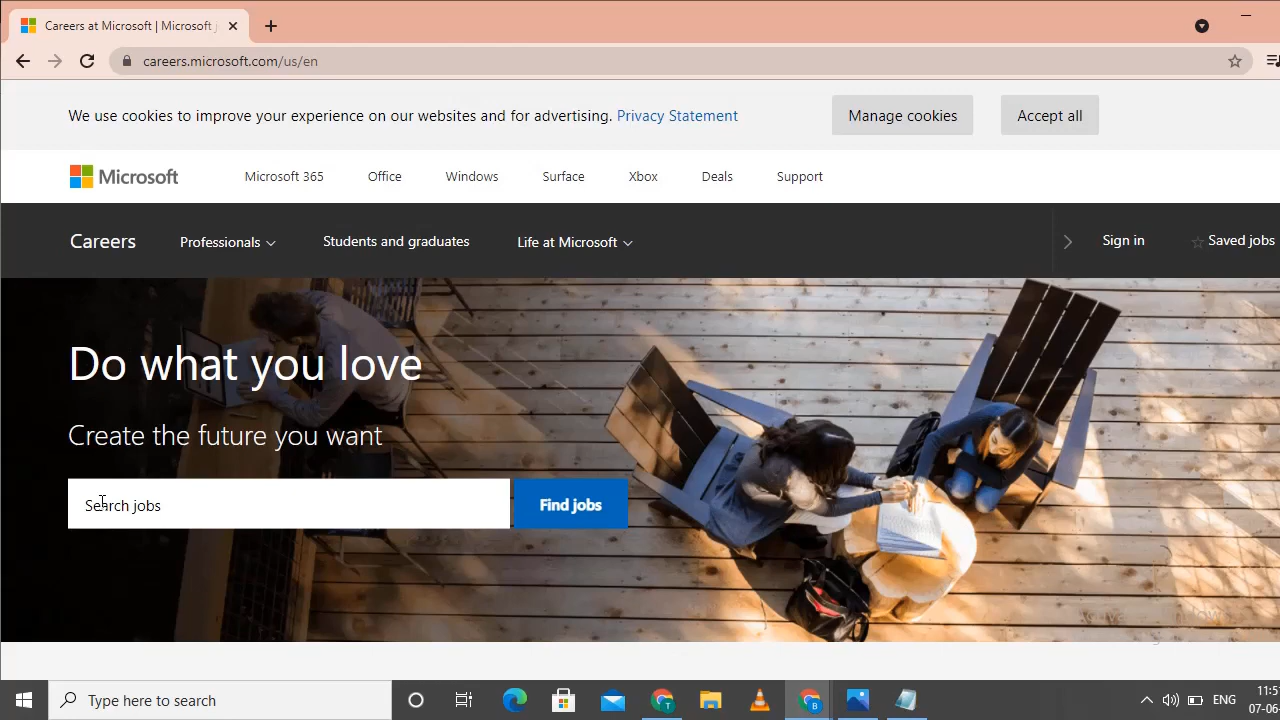 Careers at Microsoft | Microsoft
careers.microsoft.com/us/en
We use cookies to improve your experience on our websites and for advertising. Privacy Statement
Manage cookies
Accept all
Microsoft
Microsoft 365
Office
Windows
Surface
Xbox
Deals
Support
Careers
Professionals
Students and graduates
Life at Microsoft
Sign in
Saved jobs
Do what you love
Create the future you want
Search jobs
Find jobs
Type here to search
T
B
ENG
11:5
07-06